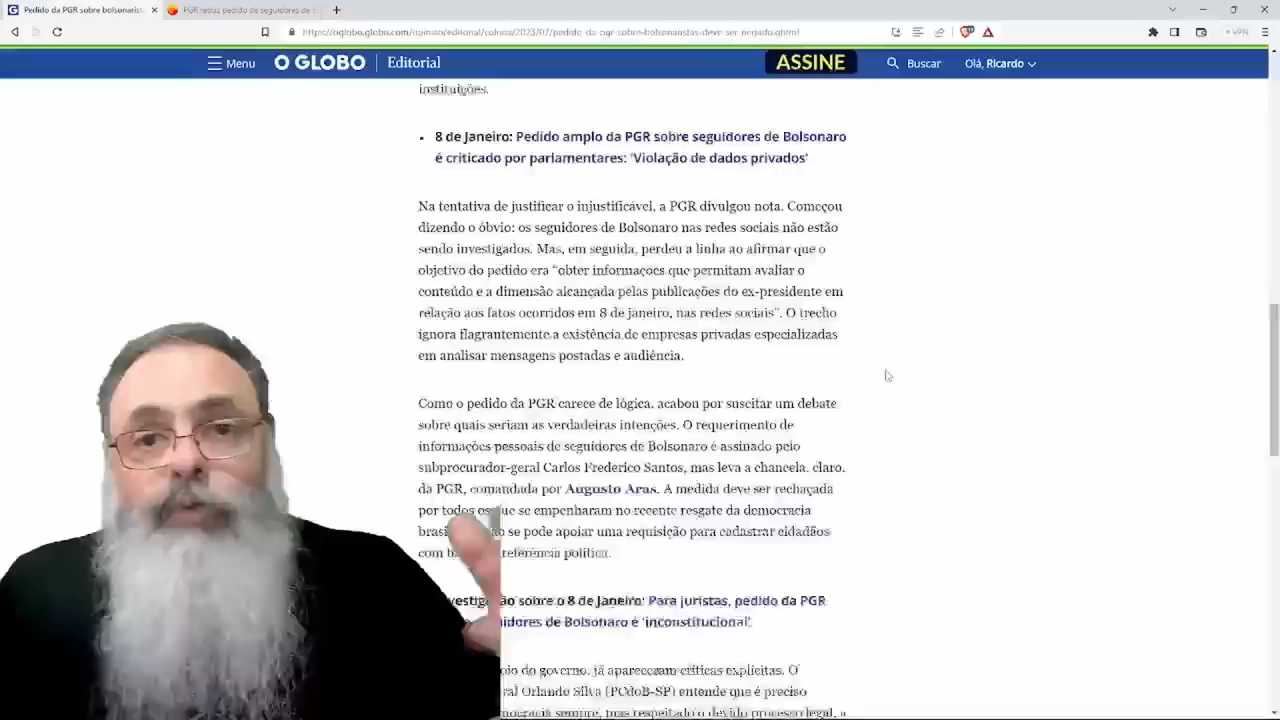 Pedido da PGR sobre bolsonarist
PGR reduz pedido de seguidores de
https://oglobo.globo.com/opiniao/editorial/coluna/2023/07/pedido-da-pgr-sobre-bolsonaristas-deve-ser-negado.ghtml
VPN
Menu O GLOBO Editorial ASSINE Buscar Olá, Ricardo
instituições.
8 de Janeiro: Pedido amplo da PGR sobre seguidores de Bolsonaro
é criticado por parlamentares: 'Violação de dados privados'
Na tentativa de justificar o injustificável, a PGR divulgou nota. Começou
dizendo o óbvio: os seguidores de Bolsonaro nas redes sociais não estão
sendo investigados. Mas, em seguida, perdeu a linha ao afirmar que o
objetivo do pedido era “obter informações que permitam avaliar o
conteúdo e a dimensão alcançada pelas publicações do ex-presidente em
relação aos fatos ocorridos em 8 de janeiro, nas redes sociais”. O trecho
ignora flagrantemente a existência de empresas privadas especializadas
em analisar mensagens postadas e audiência.
Como o pedido da PGR carece de lógica, acabou por suscitar um debate
sobre quais seriam as verdadeiras intenções. O requerimento de
informações pessoais de seguidores de Bolsonaro é assinado pelo
subprocurador-geral Carlos Frederico Santos, mas leva a chancela, claro,
da PGR, comandada por Augusto Aras. A medida deve ser rechaçada
por todos os que se empenharam no recente resgate da democracia
se pode apoiar uma requisição para cadastrar cidadãos
com referência política.
sobre o 8 de Janeiro: Para juristas, pedido da PGR
de Bolsonaro é 'inconstitucional'
do governo, já apareceram críticas explícitas. O
Orlando Silva (PCdoB-SP) entende que é preciso
sempre, mas respeitado o devido processo legal, a